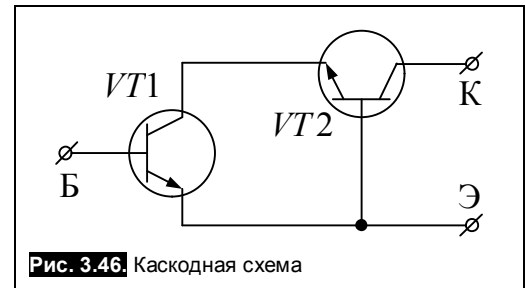 VT1
VT2
К
Б
Э
Рис. 3.46. Каскодная схема